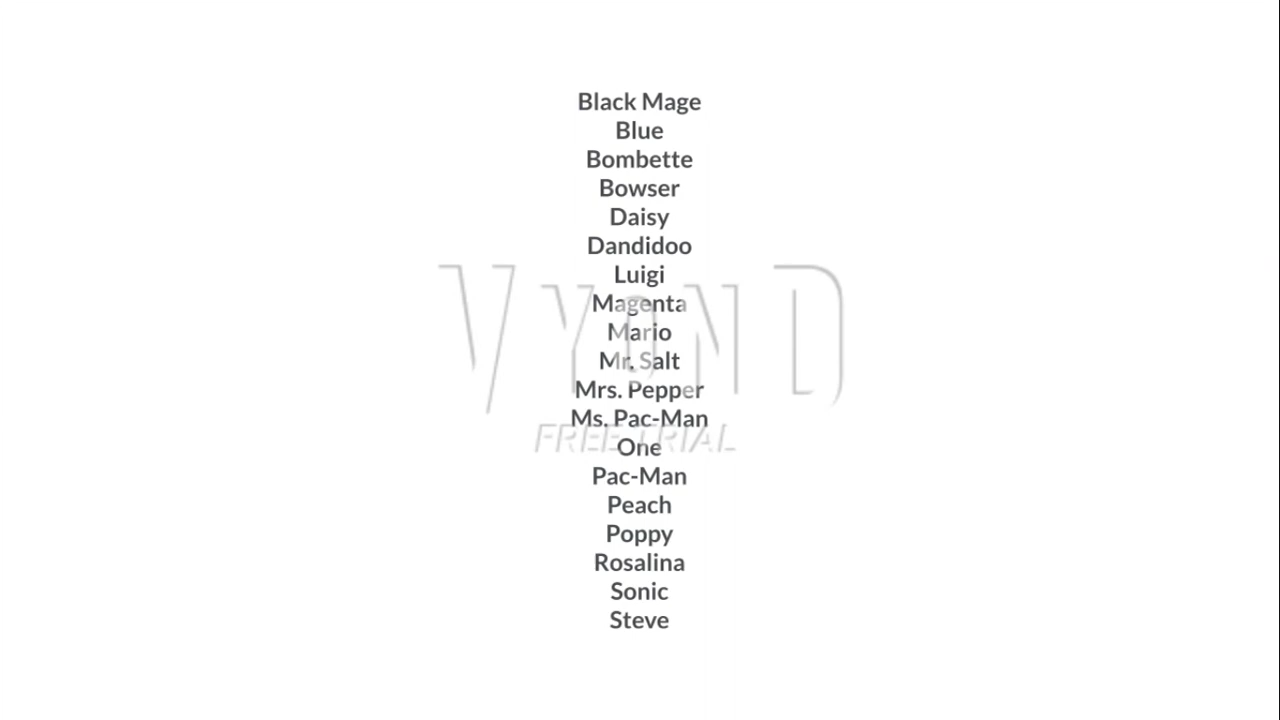 Black Mage
Blue
Bombette
Bowser
Daisy
Dandidoo
Luigi
Magenta
Mario
Mr. Salt
Mrs. Pepper
Ms. Pac-Man
One
Pac-Man
Peach
Poppy
Rosalina
Sonic
Steve
VYOND
FREE TRIAL